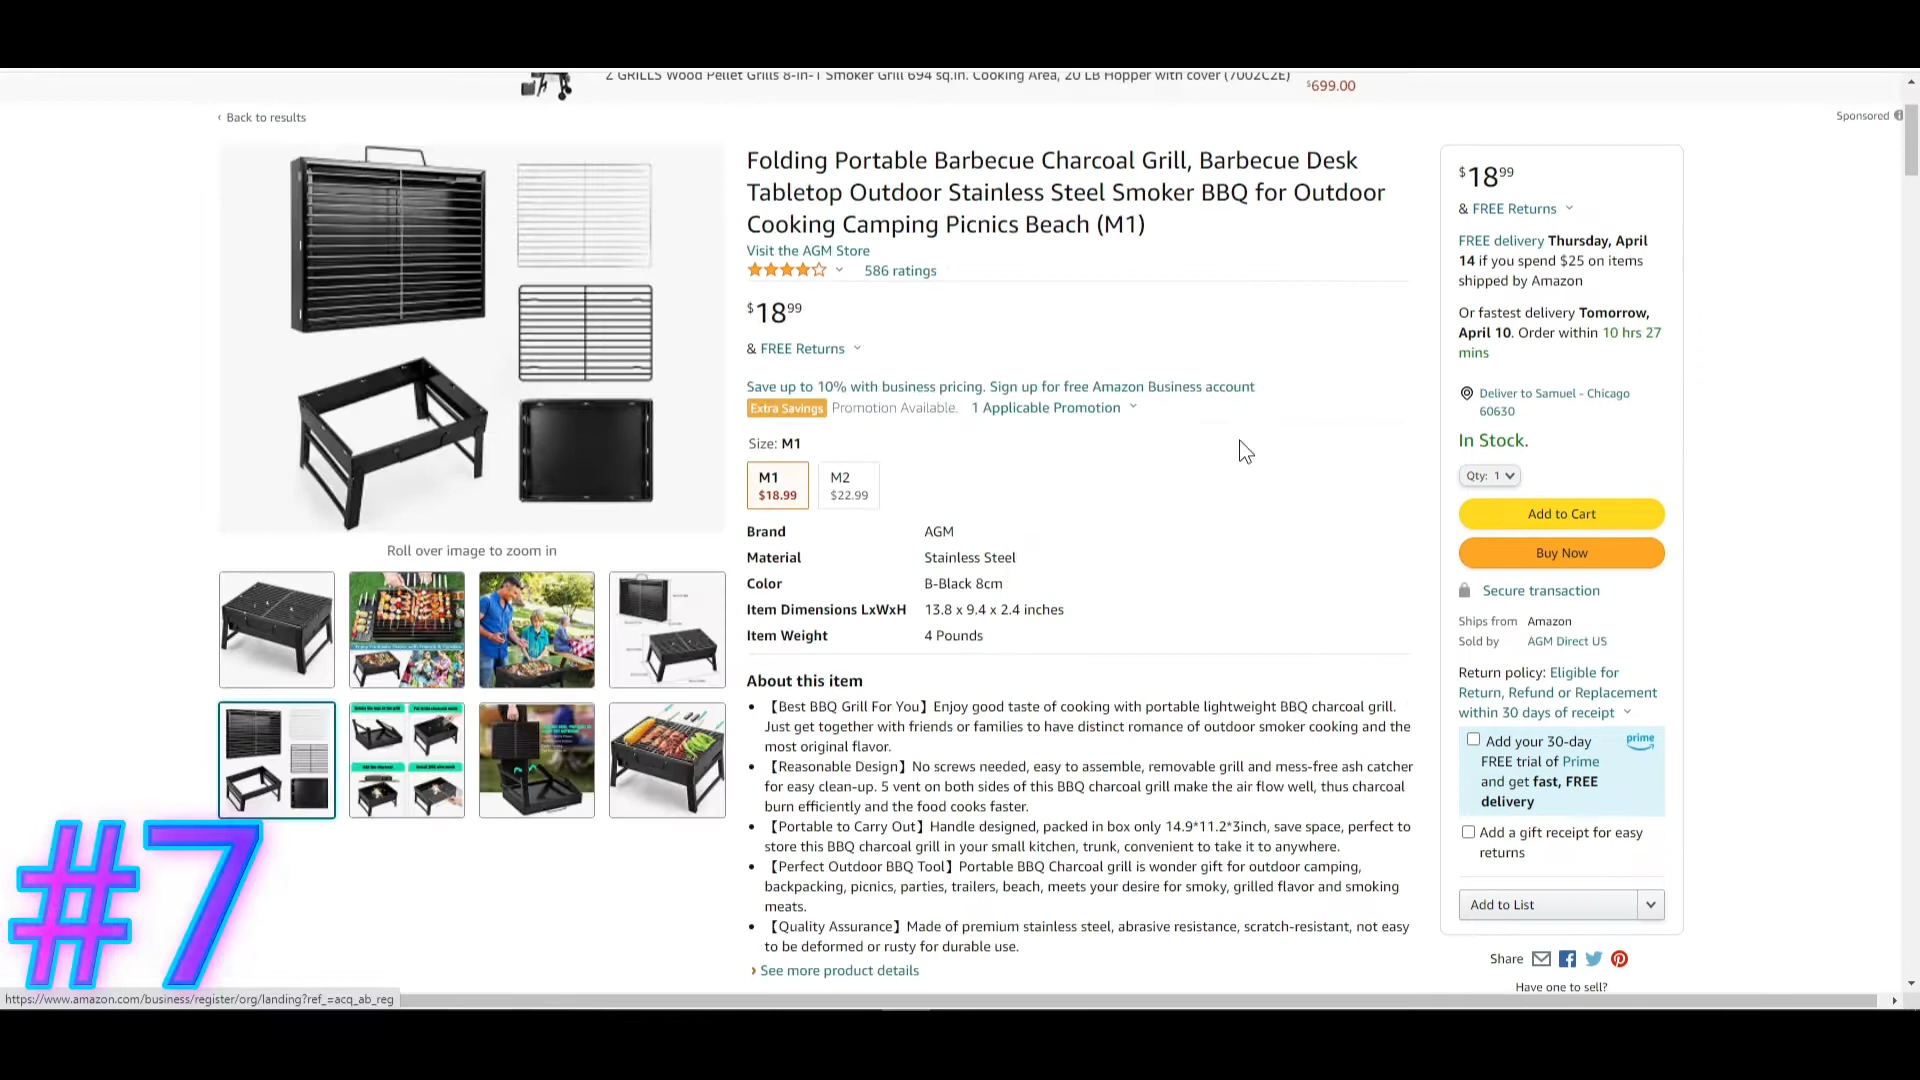 Z GRILLS Wood Pellet Grills 8-in-1 Smoker Grill 694 sq.in. Cooking Area, 20 LB Hopper with cover (7002C2E)
$699.00
‹ Back to results
Sponsored
Folding Portable Barbecue Charcoal Grill, Barbecue Desk
Tabletop Outdoor Stainless Steel Smoker BBQ for Outdoor
Cooking Camping Picnics Beach (M1)
Visit the AGM Store
586 ratings
$18 99
& FREE Returns
Save up to 10% with business pricing. Sign up for free Amazon Business account
Extra Savings Promotion Available. 1 Applicable Promotion
Size: M1
M1
$18.99
M2
$22.99
Brand AGM
Material Stainless Steel
Color B-Black 8cm
Item Dimensions LxWxH 13.8 x 9.4 x 2.4 inches
Item Weight 4 Pounds
About this item
• 【Best BBQ Grill For You】Enjoy good taste of cooking with portable lightweight BBQ charcoal grill.
Just get together with friends or families to have distinct romance of outdoor smoker cooking and the
most original flavor.
• 【Reasonable Design】No screws needed, easy to assemble, removable grill and mess-free ash catcher
for easy clean-up. 5 vent on both sides of this BBQ charcoal grill make the air flow well, thus charcoal
burn efficiently and the food cooks faster.
• 【Portable to Carry Out】Handle designed, packed in box only 14.9*11.2*3inch, save space, perfect to
store this BBQ charcoal grill in your small kitchen, trunk, convenient to take it to anywhere.
• 【Perfect Outdoor BBQ Tool】Portable BBQ Charcoal grill is wonder gift for outdoor camping,
backpacking, picnics, parties, trailers, beach, meets your desire for smoky, grilled flavor and smoking
meats.
• 【Quality Assurance】Made of premium stainless steel, abrasive resistance, scratch-resistant, not easy
to be deformed or rusty for durable use.
› See more product details
Roll over image to zoom in
#7
https://www.amazon.com/business/register/org/landing?ref_=acq_ab_reg
$18 99
& FREE Returns
FREE delivery Thursday, April
14 if you spend $25 on items
shipped by Amazon
Or fastest delivery Tomorrow,
April 10. Order within 10 hrs 27
mins
Deliver to Samuel - Chicago
60630
In Stock.
Qty: 1
Add to Cart
Buy Now
Secure transaction
Ships from Amazon
Sold by AGM Direct US
Return policy: Eligible for
Return, Refund or Replacement
within 30 days of receipt
Add your 30-day
FREE trial of Prime
and get fast, FREE
delivery
prime
Add a gift receipt for easy
returns
Add to List
Share
Have one to sell?